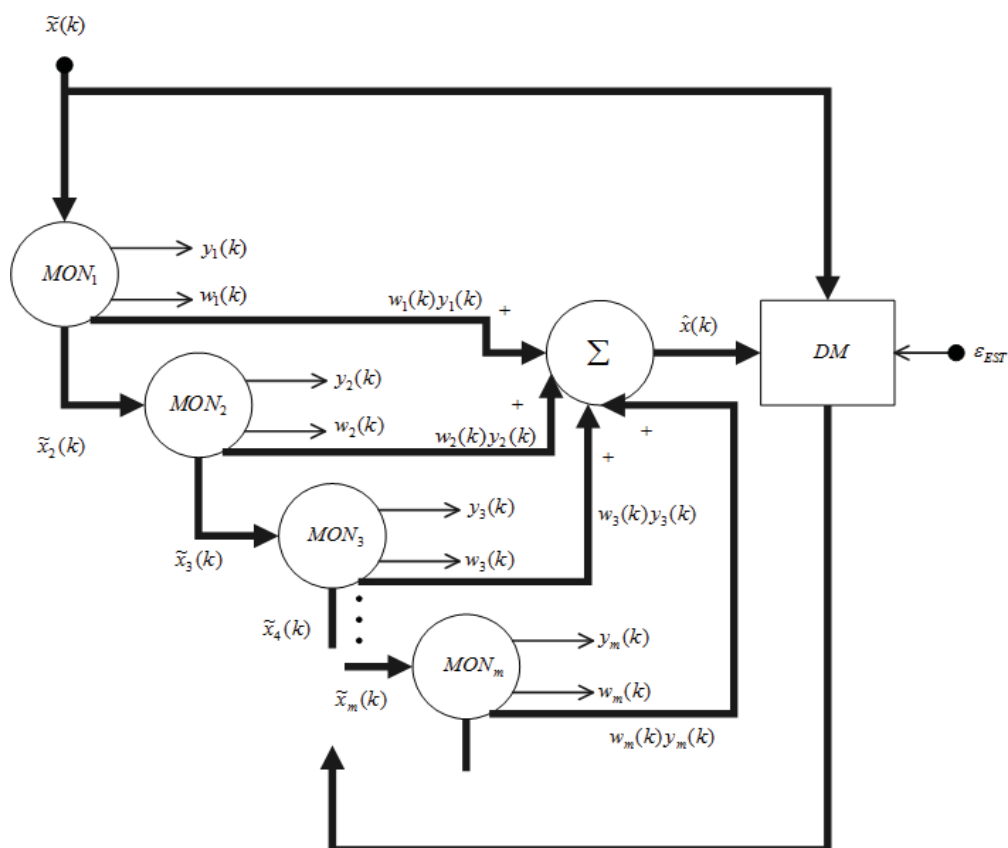 x̃(k)
MON₁
y₁(k)
w₁(k)
w₁(k)y₁(k)
+
Σ
x̂(k)
DM
ε_EST
MON₂
y₂(k)
+
w₂(k)
w₂(k)y₂(k)
+
x̃₂(k)
+
MON₃
y₃(k)
w₃(k)y₃(k)
x̃₃(k)
w₃(k)
x̃₄(k)
MONₘ
yₘ(k)
x̃ₘ(k)
wₘ(k)
wₘ(k)yₘ(k)